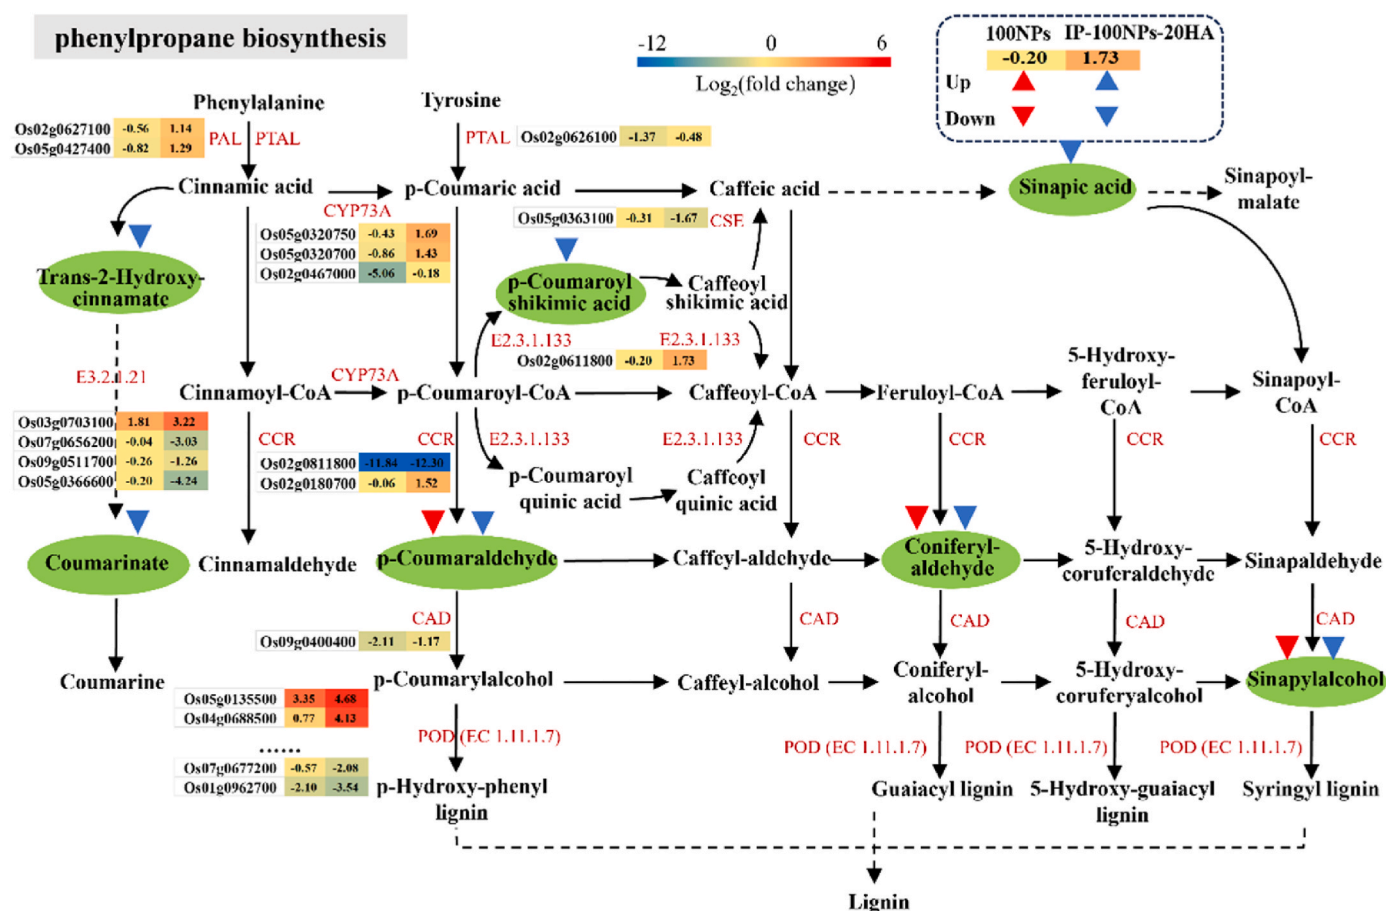 phenylpropane biosynthesis
-12 0 6
Log2(fold change)
100NPs IP-100NPs-20HA
-0.20 1.73
Up
Down
Phenylalanine
Tyrosine
Os02g0627100 -0.56 1.14
Os05g0427400 -0.82 1.29
PAL PTAL
PTAL
Os02g0626100 -1.37 -0.48
Cinnamic acid
p-Coumaric acid
Caffeic acid
Sinapic acid
Sinapoyl-
malate
CYP73A
Os05g0320750 -0.43 1.69
Os05g0320700 -0.86 1.43
Os02g0467000 -5.06 -0.18
Os05g0363100 -0.31 -1.67
CSE
Trans-2-Hydroxy-
cinnamate
p-Coumaroyl
shikimic acid
Caffeoyl
shikimic acid
E2.3.1.133
E2.3.1.133
Os02g0611800 -0.20 1.73
E3.2.1.21
Cinnamoyl-CoA
CYP73A
p-Coumaroyl-CoA
Caffeoyl-CoA
Feruloyl-CoA
5-Hydroxy-
feruloyl-
CoA
Sinapoyl-
CoA
Os03g0703100 1.81 3.22
Os07g0656200 -0.04 -3.03
Os09g0511700 -0.26 -1.26
Os05g0366600 -0.20 -4.24
CCR
CCR
E2.3.1.133
E2.3.1.133
CCR
CCR
CCR
CCR
Os02g0811800 -11.84 -12.30
Os02g0180700 -0.06 1.52
p-Coumaroyl
quinic acid
Caffcoyl
quinic acid
Coumarinate
Cinnamaldehyde
p-Coumaraldehyde
Caffeyl-aldehyde
Coniferyl-
aldehyde
5-Hydroxy-
coruferaldehyde
Sinapaldehyde
CAD
CAD
CAD
CAD
CAD
Os09g0400400 -2.11 -1.17
Coumarine
p-Coumarylalcohol
Caffeyl-alcohol
Coniferyl-
alcohol
5-Hydroxy-
coruferyalcohol
Sinapylalcohol
Os05g0135500 3.35 4.68
Os04g0688500 0.77 4.13
......
Os07g0677200 -0.57 -2.08
Os01g0962700 -2.10 -3.54
POD (EC 1.11.1.7)
POD (EC 1.11.1.7)
POD (EC 1.11.1.7)
POD (EC 1.11.1.7)
p-Hydroxy-phenyl
lignin
Guaiacyl lignin
5-Hydroxy-guaiacyl
lignin
Syringyl lignin
Lignin